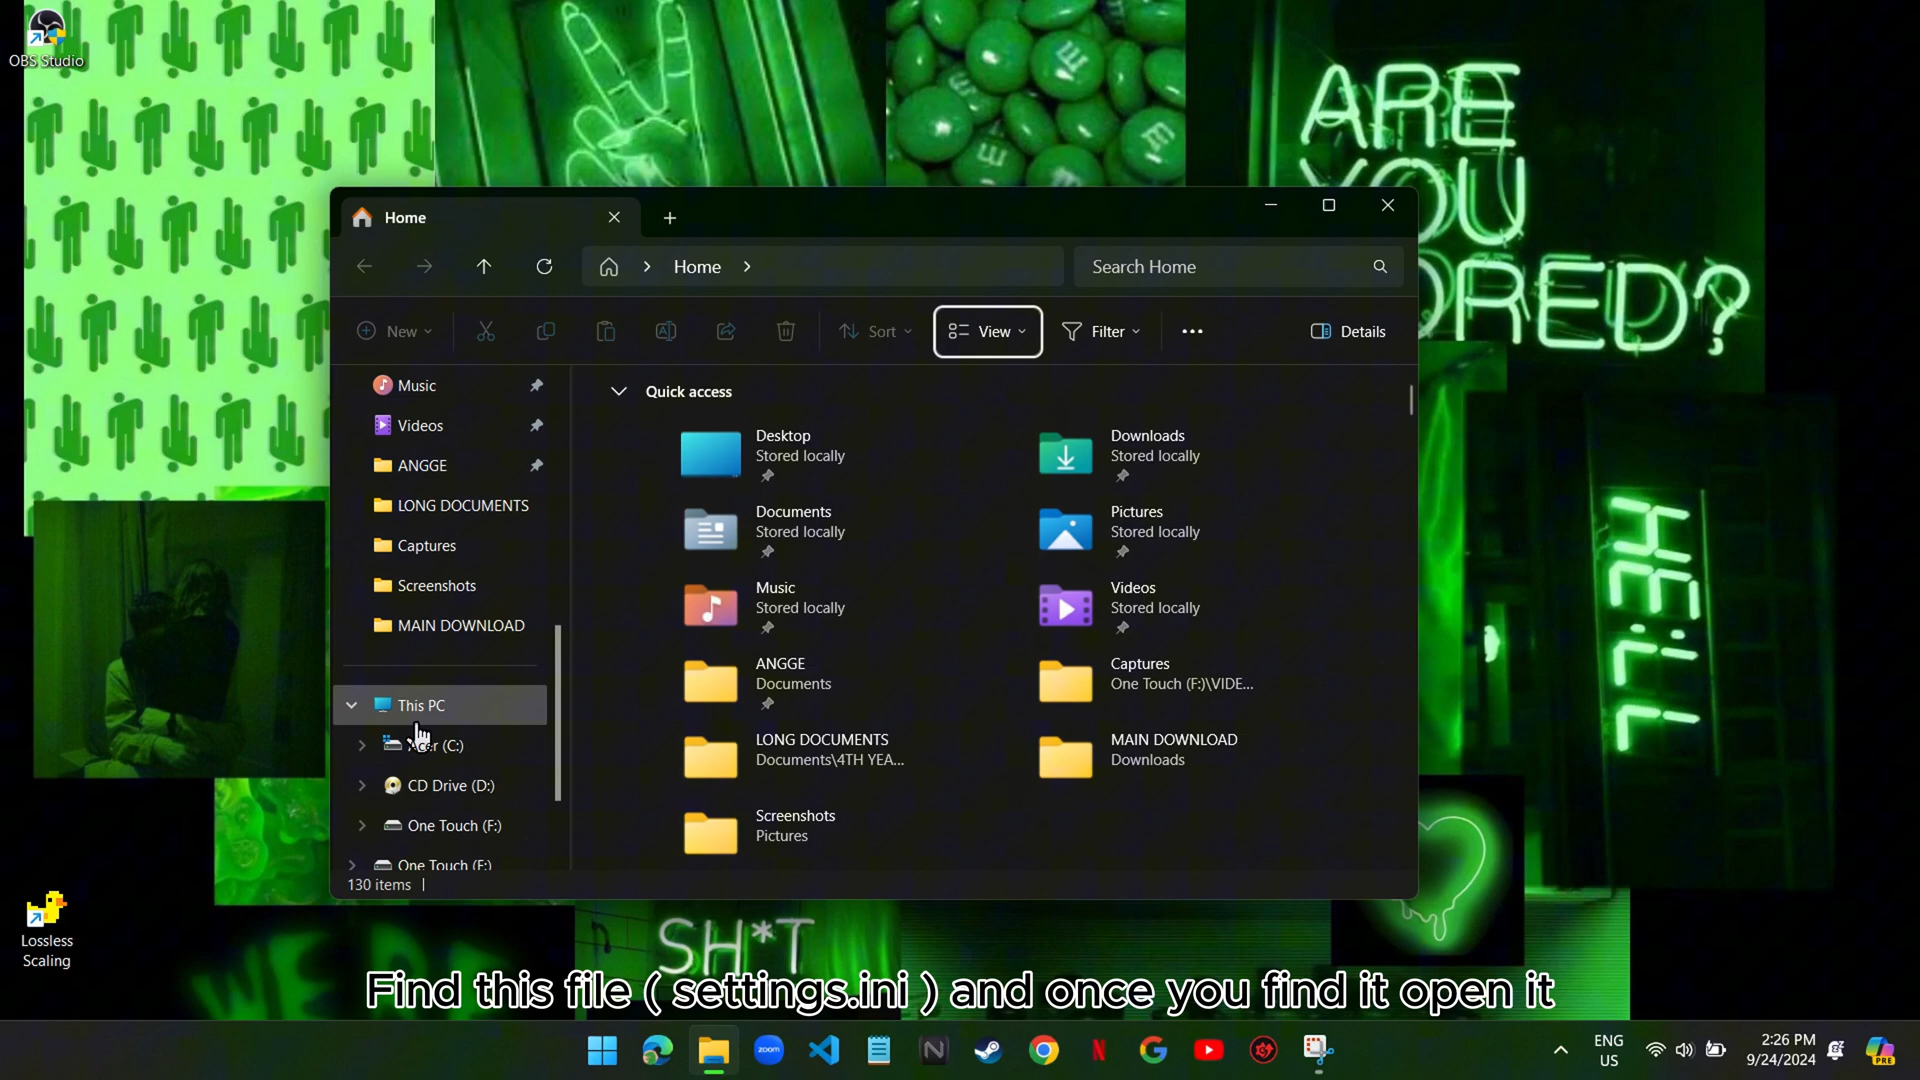 OBS Studio
ARE
YOU
ORED?
Home
Home
Search Home
New
Sort
View
Filter
Details
Music
Videos
ANGGE
LONG DOCUMENTS
Captures
Screenshots
MAIN DOWNLOAD
This PC
(C:)
CD Drive (D:)
One Touch (F:)
One Touch (F:)
130 items
Quick access
Desktop
Stored locally
Downloads
Stored locally
Documents
Stored locally
Pictures
Stored locally
Music
Stored locally
Videos
Stored locally
ANGGE
Documents
Captures
One Touch (F:)\VIDE...
LONG DOCUMENTS
Documents\4TH YEA...
MAIN DOWNLOAD
Downloads
Screenshots
Pictures
Lossless
Scaling
SH*T
Find this file ( settings.ini ) and once you find it open it
zoom
ENG
US
2:26 PM
9/24/2024
PRE